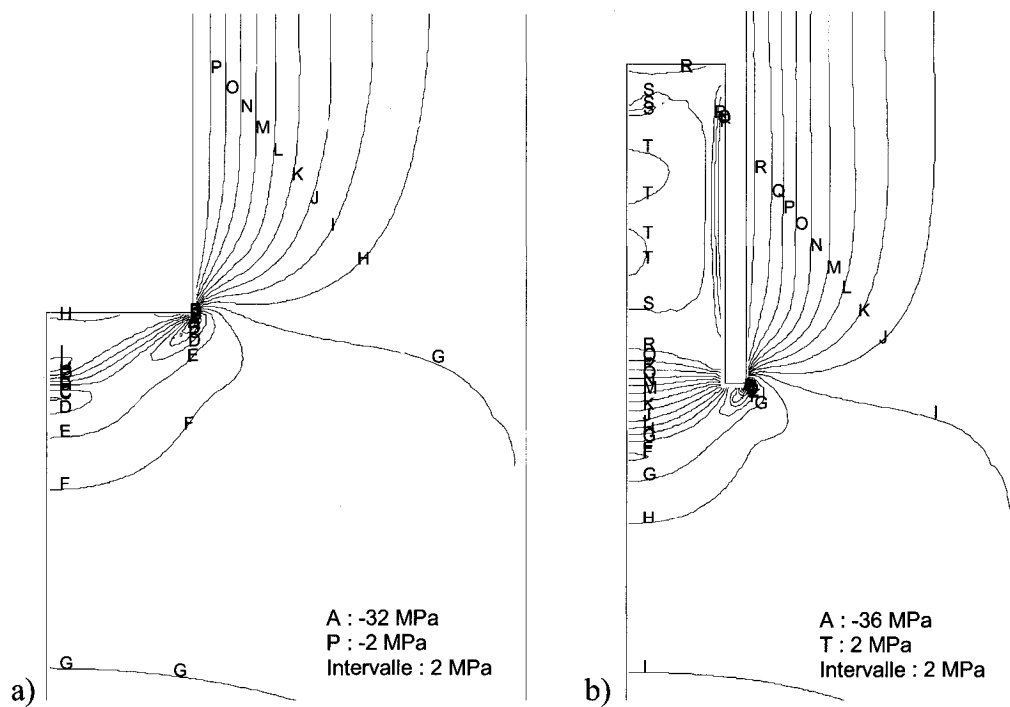 P
O
N
M
L
K
J
I
H
H
G
D
E
D
E
F
F
G
G
A : -32 MPa
P : -2 MPa
Intervalle : 2 MPa
a)
R
S
S
T
T
T
T
S
R
Q
P
O
N
M
L
K
J
R
O
M
K
J
H
G
F
G
H
G
I
I
A : -36 MPa
T : 2 MPa
Intervalle : 2 MPa
b)